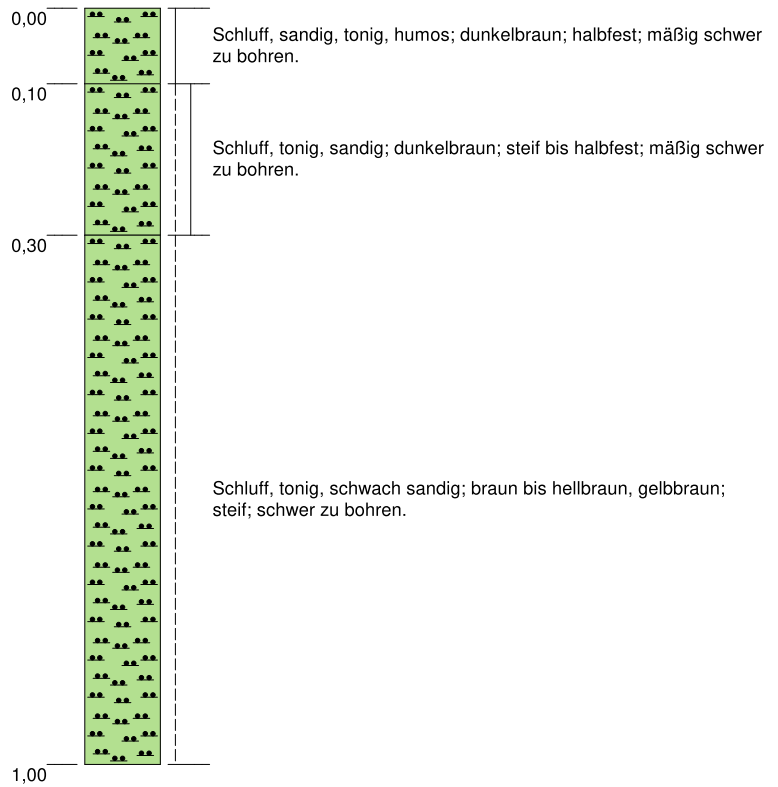 0,00
Schluff, sandig, tonig, humos; dunkelbraun; halbfest; mäßig schwer
zu bohren.
0,10
Schluff, tonig, sandig; dunkelbraun; steif bis halbfest; mäßig schwer
zu bohren.
0,30
Schluff, tonig, schwach sandig; braun bis hellbraun, gelbbraun;
steif; schwer zu bohren.
1,00